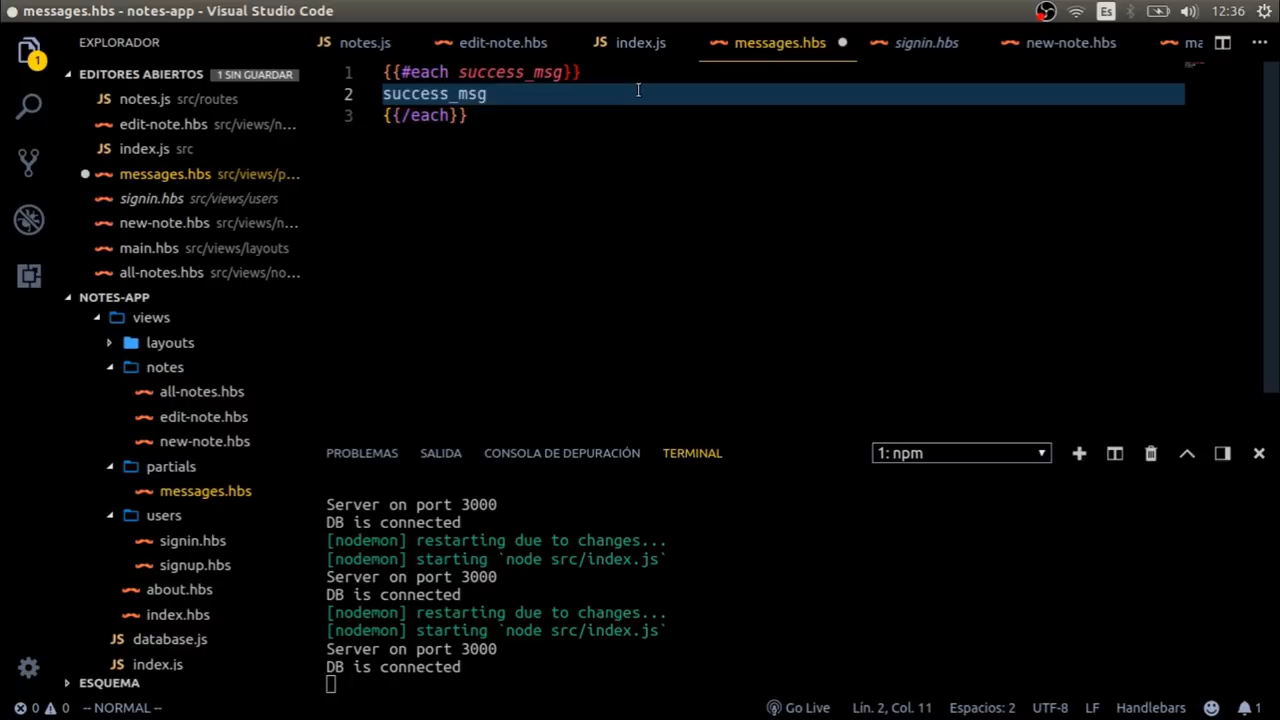 messages.hbs - notes-app - Visual Studio Code
Es
12:36
EXPLORADOR
notes.js
edit-note.hbs
index.js
messages.hbs
signin.hbs
new-note.hbs
ma
1
EDITORES ABIERTOS 1 SIN GUARDAR
notes.js src/routes
edit-note.hbs src/views/n...
index.js src
messages.hbs src/views/p...
signin.hbs src/views/users
new-note.hbs src/views/n...
main.hbs src/views/layouts
all-notes.hbs src/views/no...
NOTES-APP
views
layouts
notes
all-notes.hbs
edit-note.hbs
new-note.hbs
partials
messages.hbs
users
signin.hbs
signup.hbs
about.hbs
index.hbs
database.js
index.js
ESQUEMA
1 {{#each success_msg}}
2 success_msg
3 {{/each}}
PROBLEMAS SALIDA CONSOLA DE DEPURACIÓN TERMINAL 1: npm
Server on port 3000
DB is connected
[nodemon] restarting due to changes...
[nodemon] starting `node src/index.js`
Server on port 3000
DB is connected
[nodemon] restarting due to changes...
[nodemon] starting `node src/index.js`
Server on port 3000
DB is connected
0 0 -- NORMAL -- Go Live Lín. 2, Col. 11 Espacios: 2 UTF-8 LF Handlebars 1